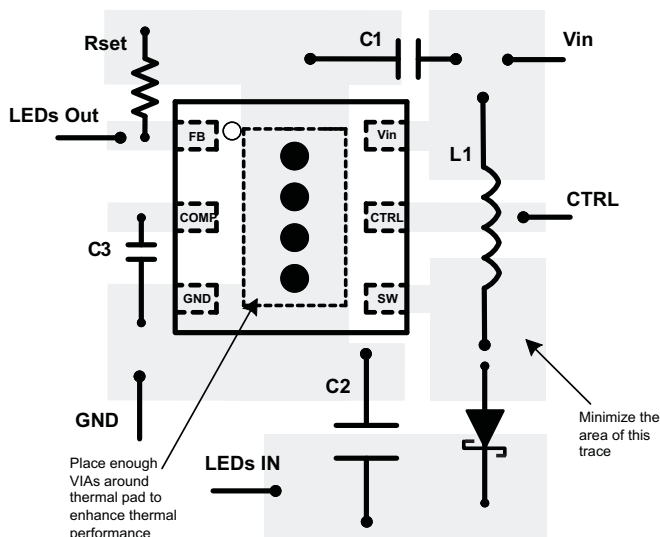 Rset
C1
Vin
LEDs Out
FB
Vin
L1
COMP
CTRL
CTRL
C3
GND
SW
C2
GND
Minimize the
area of this
trace
Place enough
VIAs around
thermal pad to
enhance thermal
performance
LEDs IN